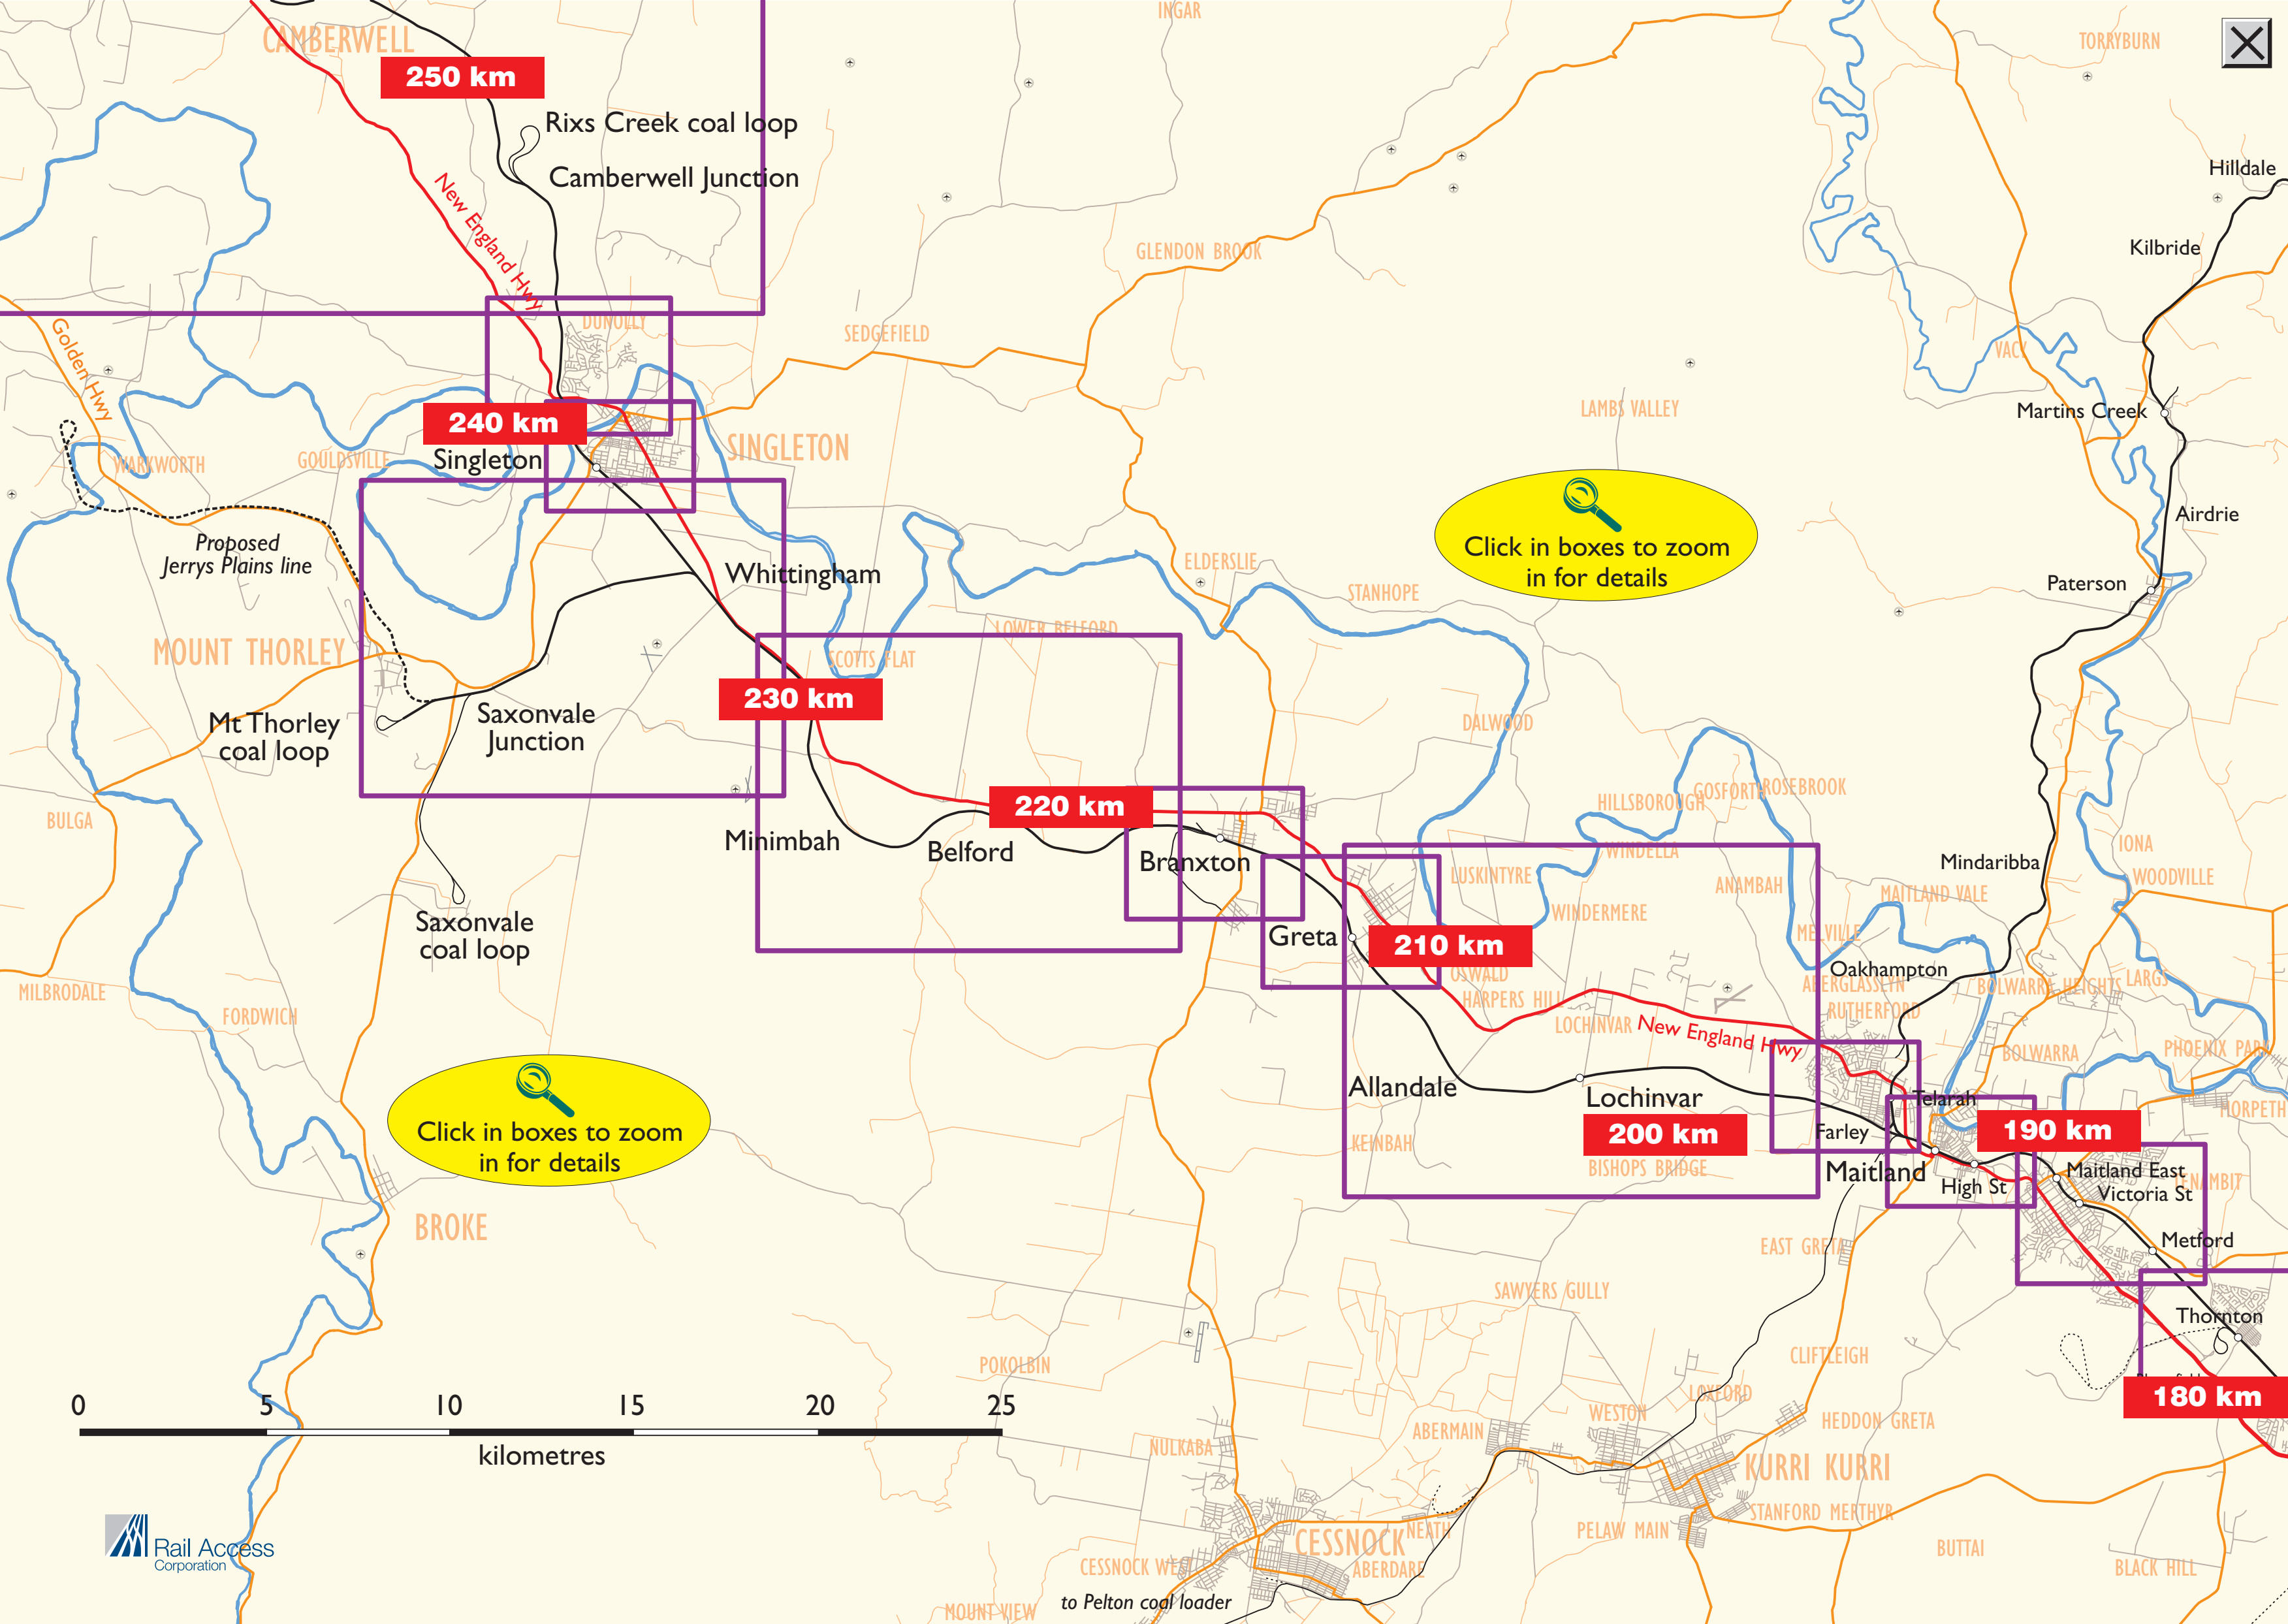 INGAR
CAMBERWELL
TORRYBURN
250 km
Rixs Creek coal loop
Camberwell Junction
Hilldale
New England Hwy
Kilbride
GLENDON BROOK
DUNOLLY
SEDGEFIELD
VACY
Golden Hwy
LAMBS VALLEY
Martins Creek
240 km
SINGLETON
Singleton
GOULDSVILLE
WARKWORTH
Airdrie
Proposed
Jerrys Plains line
Click in boxes to zoom
in for details
ELDERSLIE
Whittingham
STANHOPE
Paterson
LOWER BELFORD
MOUNT THORLEY
SCOTTS FLAT
230 km
Mt Thorley
coal loop
Saxonvale
Junction
DALWOOD
GOSFORTH
ROSEBROOK
HILLSBOROUGH
220 km
BULGA
Minimbah
Belford
Branxton
WINDELLA
IONA
Mindaribba
LUSKINTYRE
ANAMBAH
WOODVILLE
MAITLAND VALE
WINDERMERE
Saxonvale
coal loop
Greta
210 km
MELVILLE
OSWALD
Oakhampton
ABERGLASSLYN
BOLWARRA HEIGHTS
LARGS
MILBRODALE
HARPERS HILL
FORDWICH
RUTHERFORD
LOCHINVAR
New England Hwy
BOLWARRA
PHOENIX PARK
Allandale
Lochinvar
Telarah
MORPETH
Click in boxes to zoom
in for details
200 km
Farley
190 km
KEINBAH
BISHOPS BRIDGE
Maitland
High St
Maitland East
Victoria St
TENAMBIT
BROKE
EAST GRETA
Metford
SAWYERS GULLY
Thornton
POKOLBIN
CLIFTLEIGH
LOXFORD
180 km
0 5 10 15 20 25
kilometres
WESTON
HEDDON GRETA
ABERMAIN
NULKABA
KURRI KURRI
STANFORD MERTHYR
CESSNOCK
NEATH
PELAW MAIN
BUTTAI
Rail Access
Corporation
CESSNOCK WEST
ABERDARE
BLACK HILL
to Pelton coal loader
MOUNT VIEW